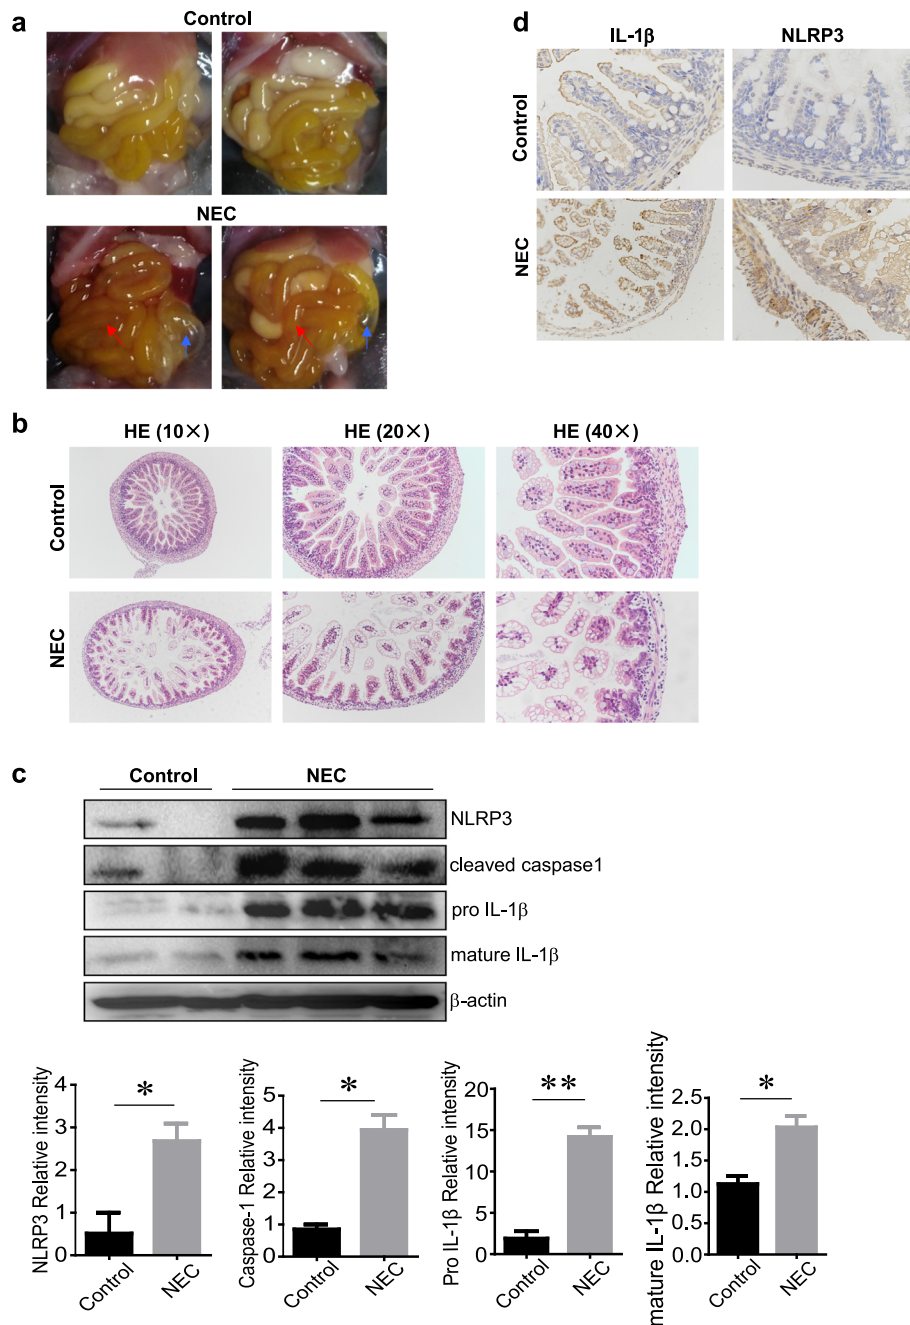 a
Control
NEC
b
HE (10×)
HE (20×)
HE (40×)
Control
NEC
c
Control
NEC
NLRP3
cleaved caspase1
pro IL-1β
mature IL-1β
β-actin
NLRP3 Relative intensity
4
3
2
1
0
*
Control
NEC
Caspase-1 Relative intensity
5
4
3
2
1
0
*
Control
NEC
Pro IL-1β Relative intensity
20
15
10
5
0
**
Control
NEC
mature IL-1β Relative intensity
2.5
2.0
1.5
1.0
0.5
0.0
*
Control
NEC
d
IL-1β
NLRP3
Control
NEC